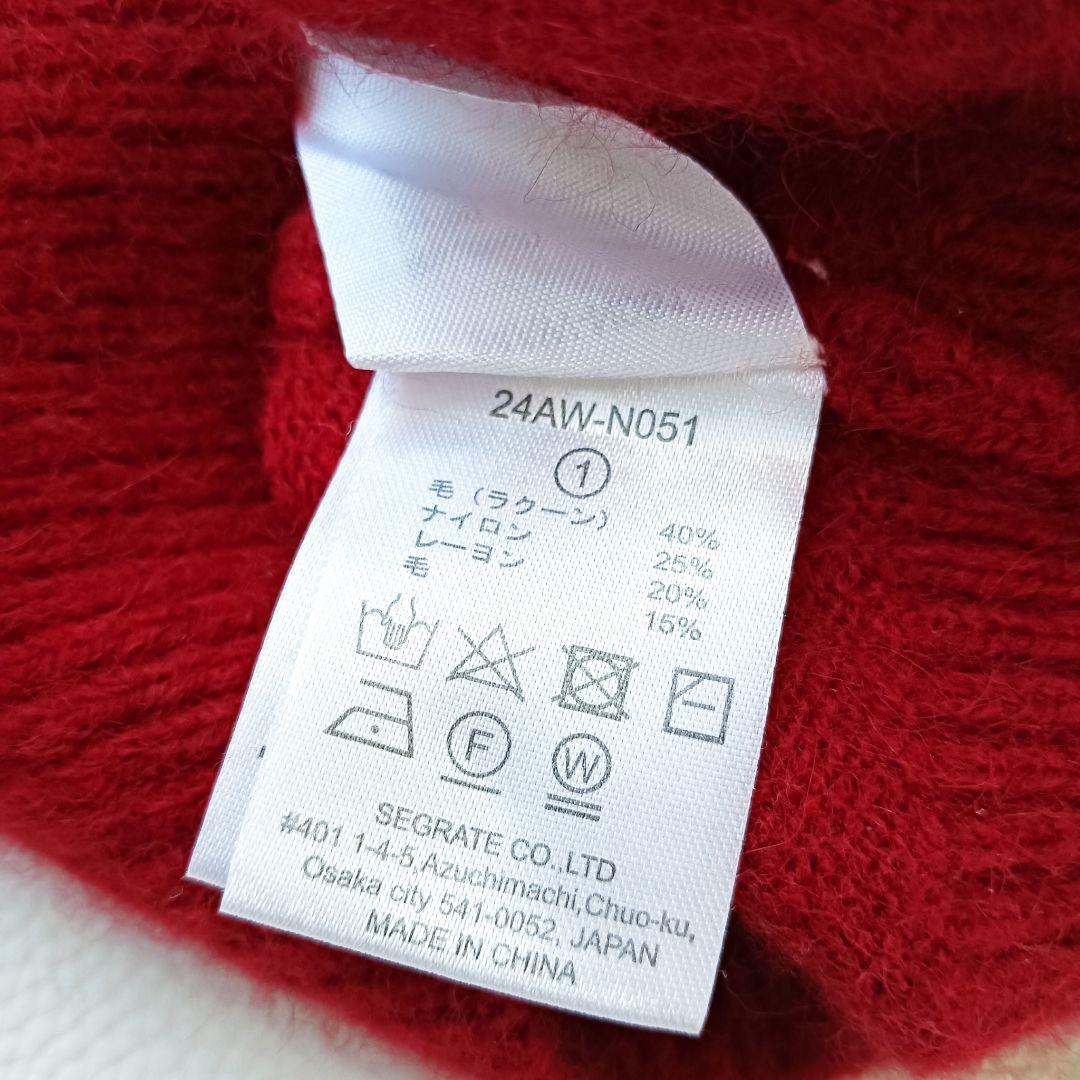 24AW-N051
①
毛（ラクーン） 40%
ナイロン 25%
レーヨン 20%
毛 15%
F
W
SEGRATE CO.,LTD
#401 1-4-5,Azuchimachi,Chuo-ku,
Osaka city 541-0052, JAPAN
MADE IN CHINA